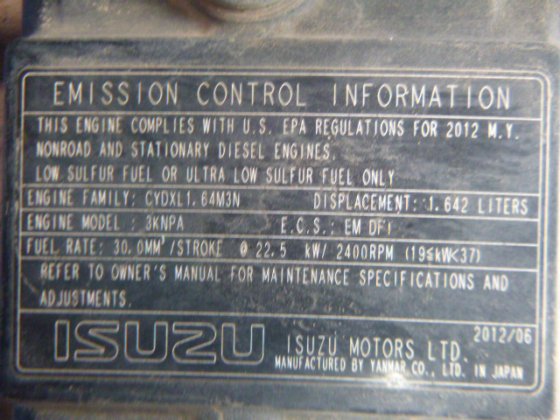 EMISSION CONTROL INFORMATION
THIS ENGINE COMPLIES WITH U.S. EPA REGULATIONS FOR 2012 M.Y.
NONROAD AND STATIONARY DIESEL ENGINES.
LOW SULFUR FUEL OR ULTRA LOW SULFUR FUEL ONLY
ENGINE FAMILY: CYDXL1.64M3N DISPLACEMENT: 1.642 LITERS
ENGINE MODEL : 3KNPA E.C.S.: EM DFI
FUEL RATE: 30.0MM³/STROKE @ 22.5 kW/ 2400RPM (19≤kW<37)
REFER TO OWNER'S MANUAL FOR MAINTENANCE SPECIFICATIONS AND
ADJUSTMENTS.
2012/06
ISUZU ISUZU MOTORS LTD.
MANUFACTURED BY YANMAR CO., LTD. IN JAPAN